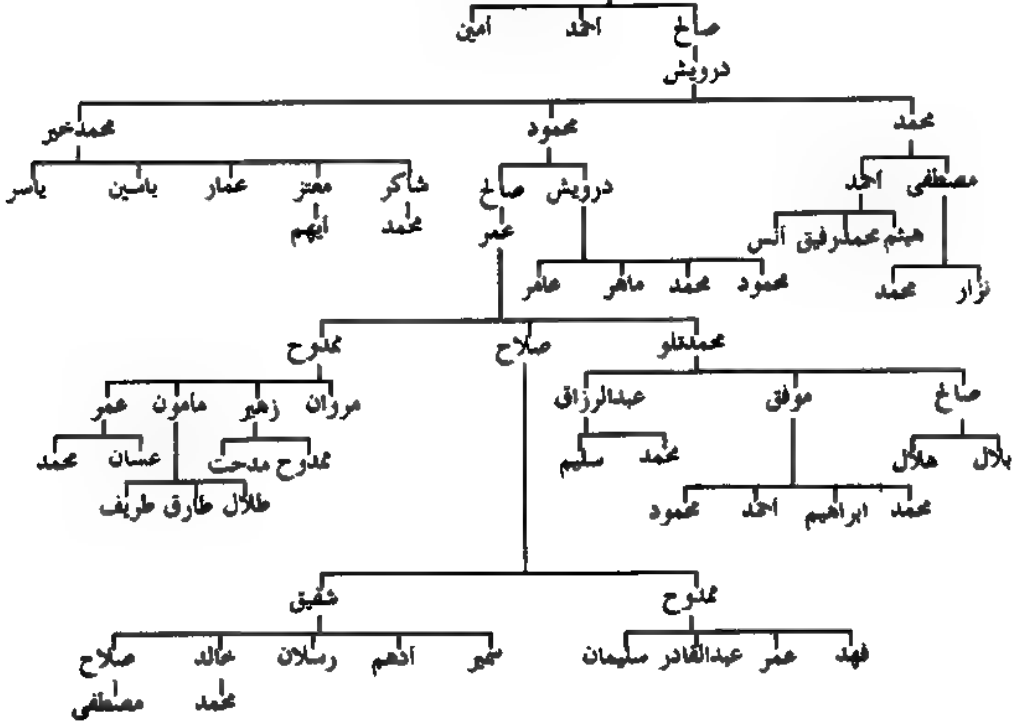 صالح أحمد أمين
درويش
محمد محمود محمد خير
مصطفى أحمد درويش صالح شاكر معتز عمار ياسين ياسر
هيثم محمد رفيق أنس عمر محمد أيهم
نزار محمد محمود محمد ماهر عامر
محمدتلو صلاح ممدوح
صالح موفق عبدالرزاق مروان زهير مامون عمر
بلال هلال محمد سليم ممدوح مدحت عسان محمد
محمد ابراهيم أحمد محمود طلال طارق طريف
ممدوح شفيق
فهد عمر عبدالقادر سليمان سمير أدهم رسلان خالد صلاح
محمد مصطفى